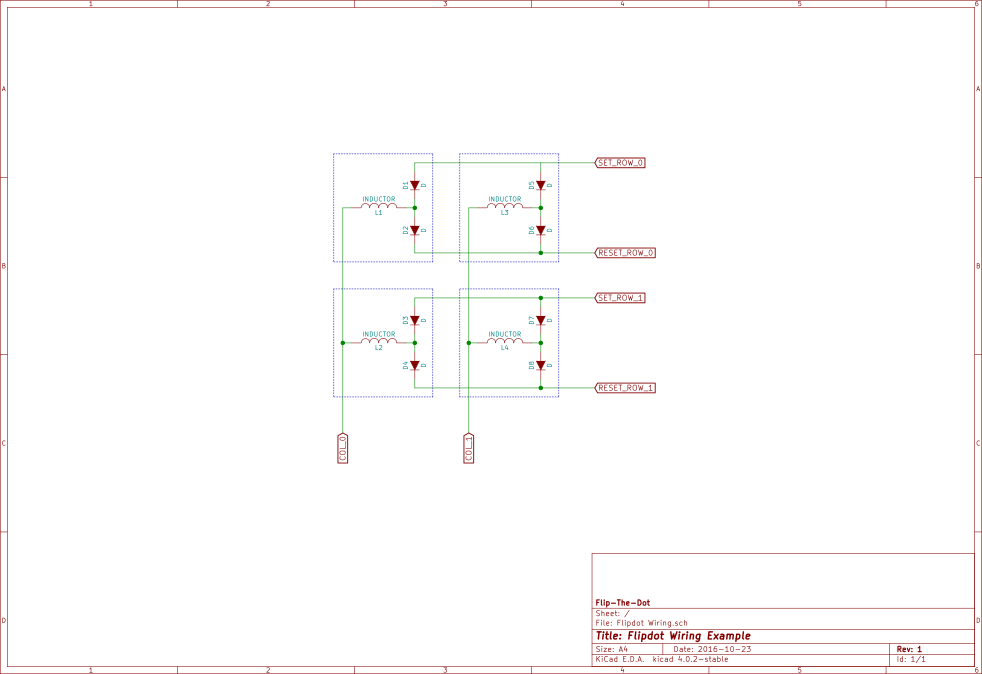 1 2 3 4 5 6
A A
SET_ROW_0
D1 D D5 D
INDUCTOR INDUCTOR
L1 L3
D2 D D6 D
RESET_ROW_0
B B
SET_ROW_1
D3 D D7 D
INDUCTOR INDUCTOR
L2 L4
D4 D D8 D
RESET_ROW_1
C C
COL_0 COL_1
Flip-The-Dot
Sheet: /
File: Flipdot Wiring.sch
D D
Title: Flipdot Wiring Example
Size: A4 Date: 2016-10-23 Rev: 1
KiCad E.D.A. kicad 4.0.2-stable Id: 1/1
1 2 3 4 5 6